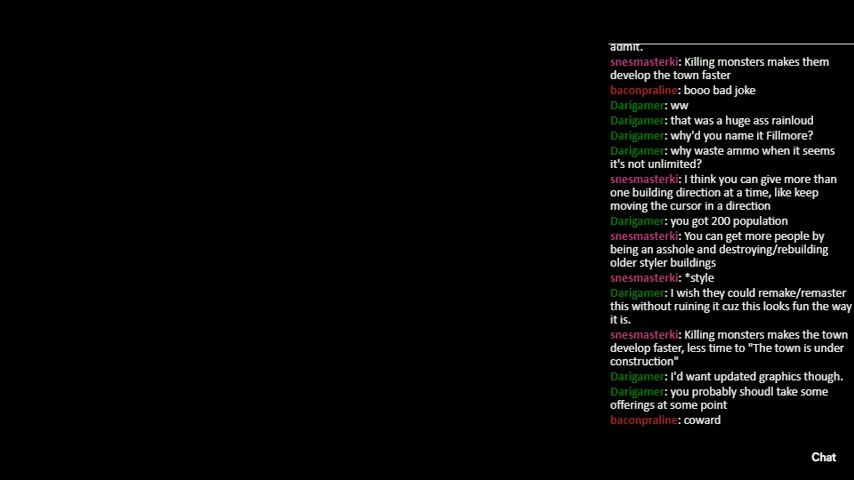 admit.
snesmasterki: Killing monsters makes them
develop the town faster
baconpraline: booo bad joke
Darigamer: ww
Darigamer: that was a huge ass rainloud
Darigamer: why'd you name it Fillmore?
Darigamer: why waste ammo when it seems
it's not unlimited?
snesmasterki: I think you can give more than
one building direction at a time, like keep
moving the cursor in a direction
Darigamer: you got 200 population
snesmasterki: You can get more people by
being an asshole and destroying/rebuilding
older styler buildings
snesmasterki: *style
Darigamer: I wish they could remake/remaster
this without ruining it cuz this looks fun the way
it is.
snesmasterki: Killing monsters makes the town
develop faster, less time to "The town is under
construction"
Darigamer: I'd want updated graphics though.
Darigamer: you probably shoudl take some
offerings at some point
baconpraline: coward
Chat